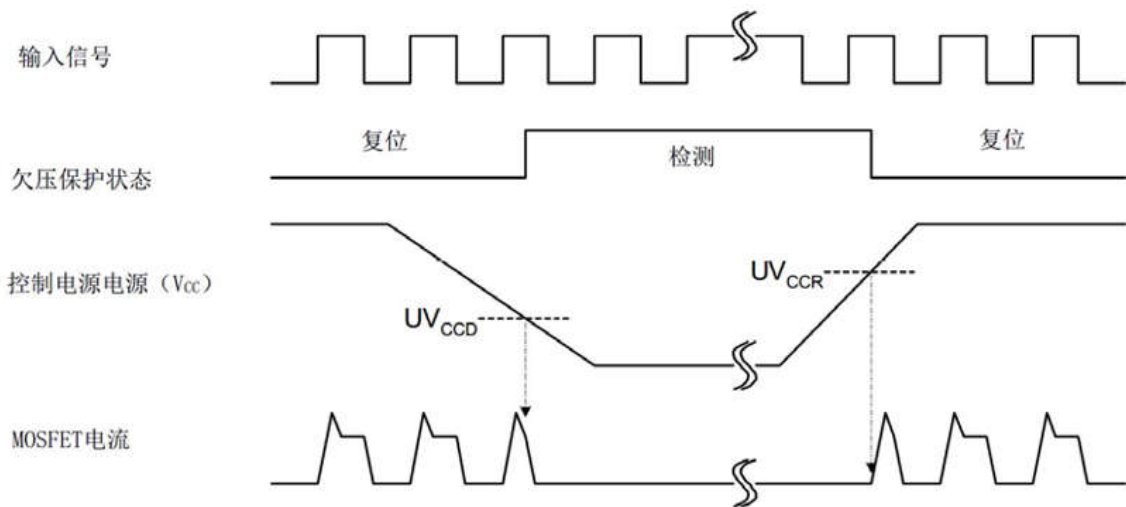 输入信号
复位
检测
复位
欠压保护状态
控制电源电源（Vcc）
UVCCD
UVCCR
MOSFET电流